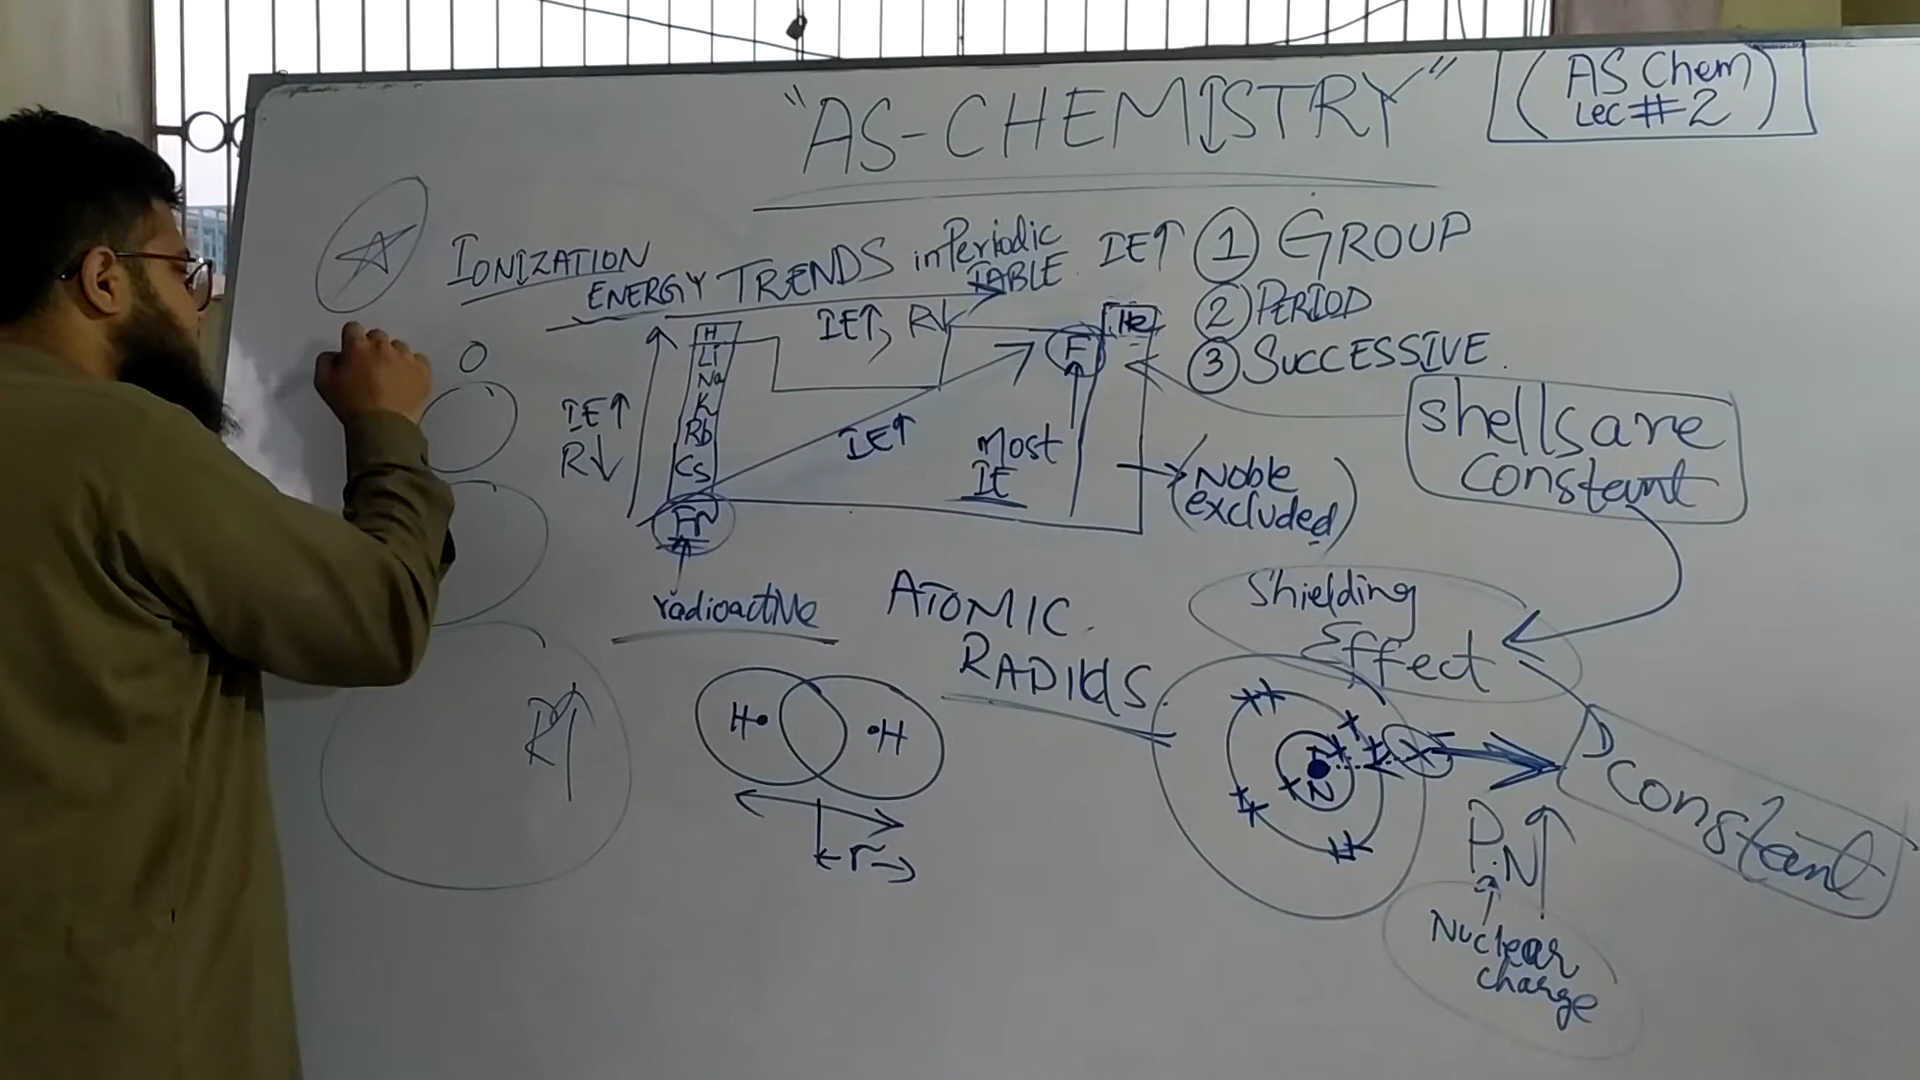 "AS-CHEMISTRY"
(AS Chem
Lec #2)
IONIZATION
ENERGY TRENDS in Periodic
TABLE
IE↑ ① GROUP
② PERIOD
③ SUCCESSIVE
IE↑, R↓
H
Li
Na
K
Rb
Cs
Fr
IE↑
R↓
IE↑
F
He
Most
IE
(Noble
excluded)
shells are
constant
radioactive
ATOMIC
RADIUS
Shielding
Effect
R↑
H• •H
←r→
N
constant
P.N↑
Nuclear
charge